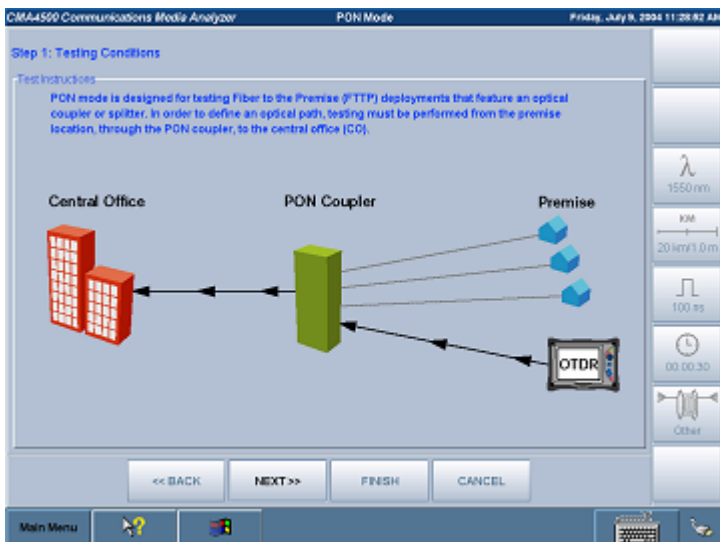 CMA4500 Communications Media Analyzer PON Mode Friday, July 9, 2004 11:28:52 AM
Step 1: Testing Conditions
Test Instructions
PON mode is designed for testing Fiber to the Premise (FTTP) deployments that feature an optical
coupler or splitter. In order to define an optical path, testing must be performed from the premise
location, through the PON coupler, to the central office (CO).
Central Office PON Coupler Premise
OTDR
λ
1550 nm
KM
20 km/1.0 m
100 ns
00:00:30
Other
<< BACK NEXT >> FINISH CANCEL
Main Menu